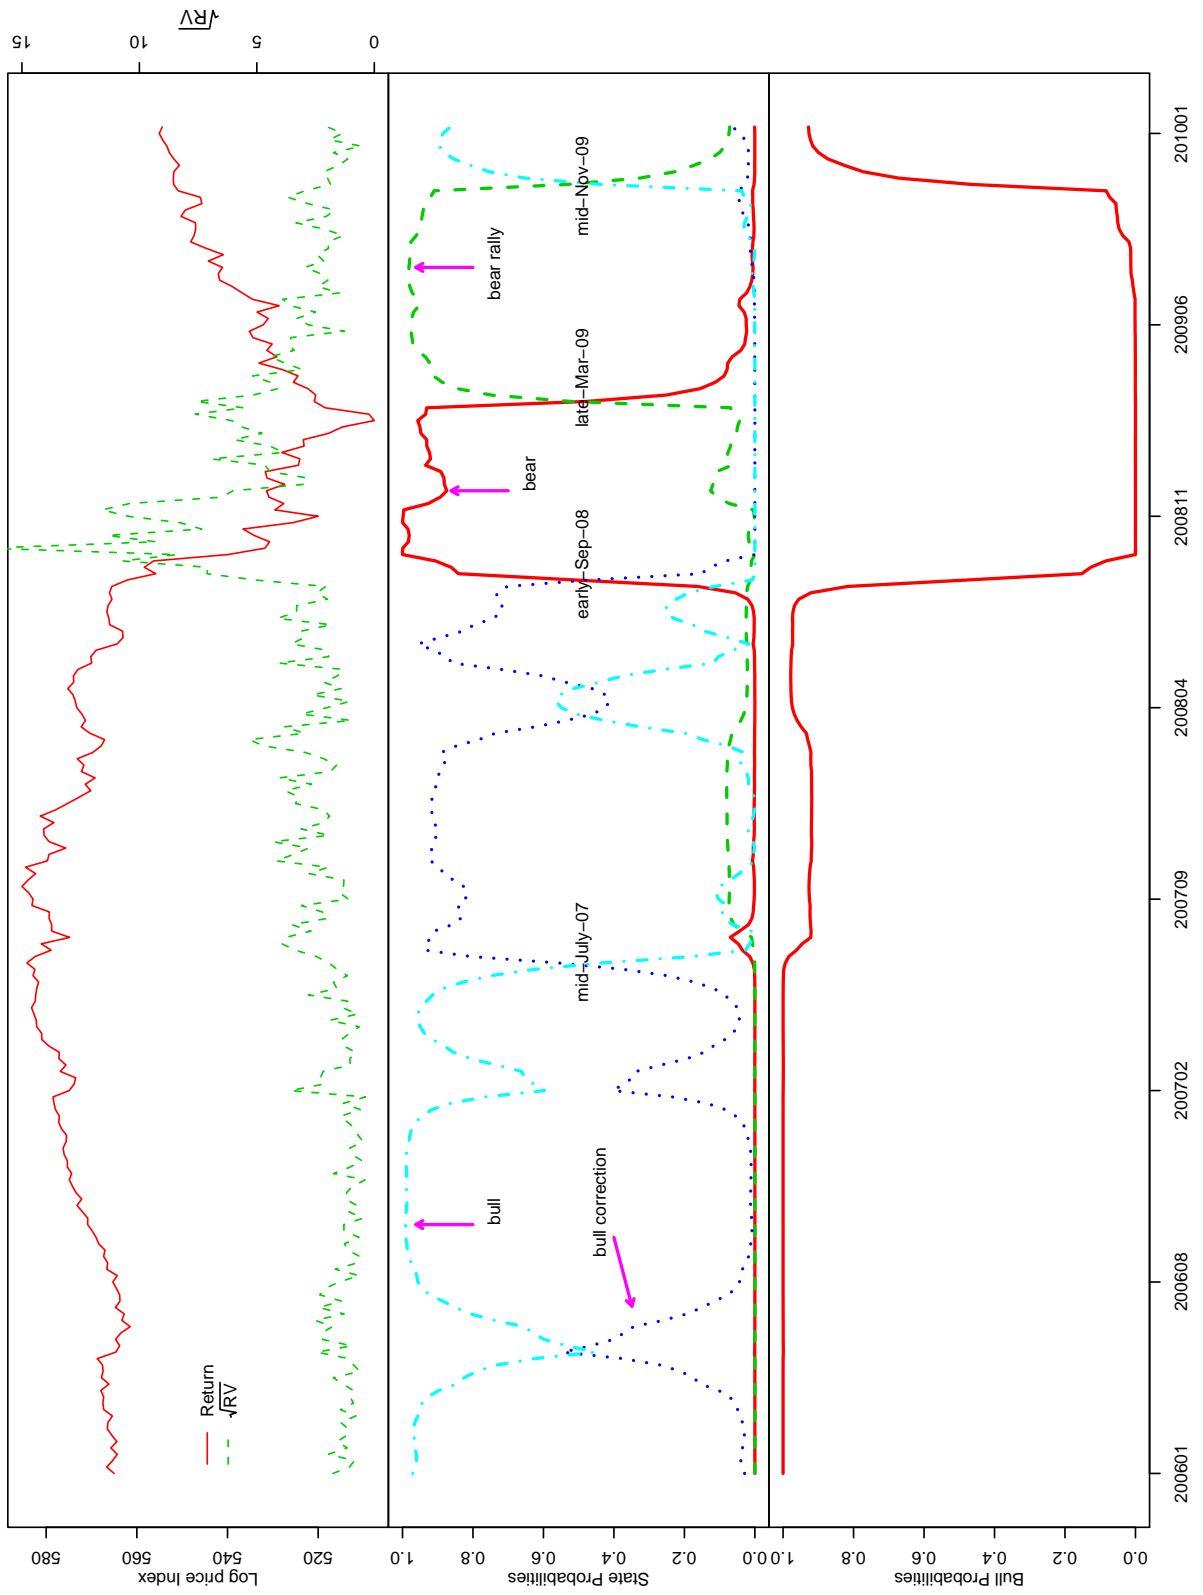 Log price Index
520 540 560 580
0 5 10 15
√RV
Return
√RV
State Probabilities
0.0 0.2 0.4 0.6 0.8 1.0
bull
bull correction
bear
bear rally
mid−July−07
early−Sep−08
late−Mar−09
mid−Nov−09
Bull Probabilities
0.0 0.2 0.4 0.6 0.8 1.0
200601 200608 200702 200709 200804 200811 200906 201001